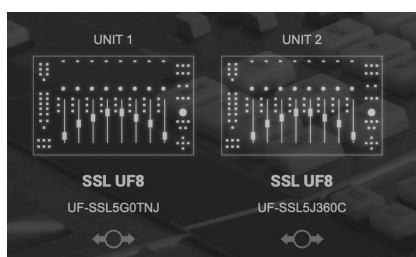 UNIT 1
UNIT 2
SSL UF8
SSL UF8
UF-SSL5G0TNJ
UF-SSL5J360C